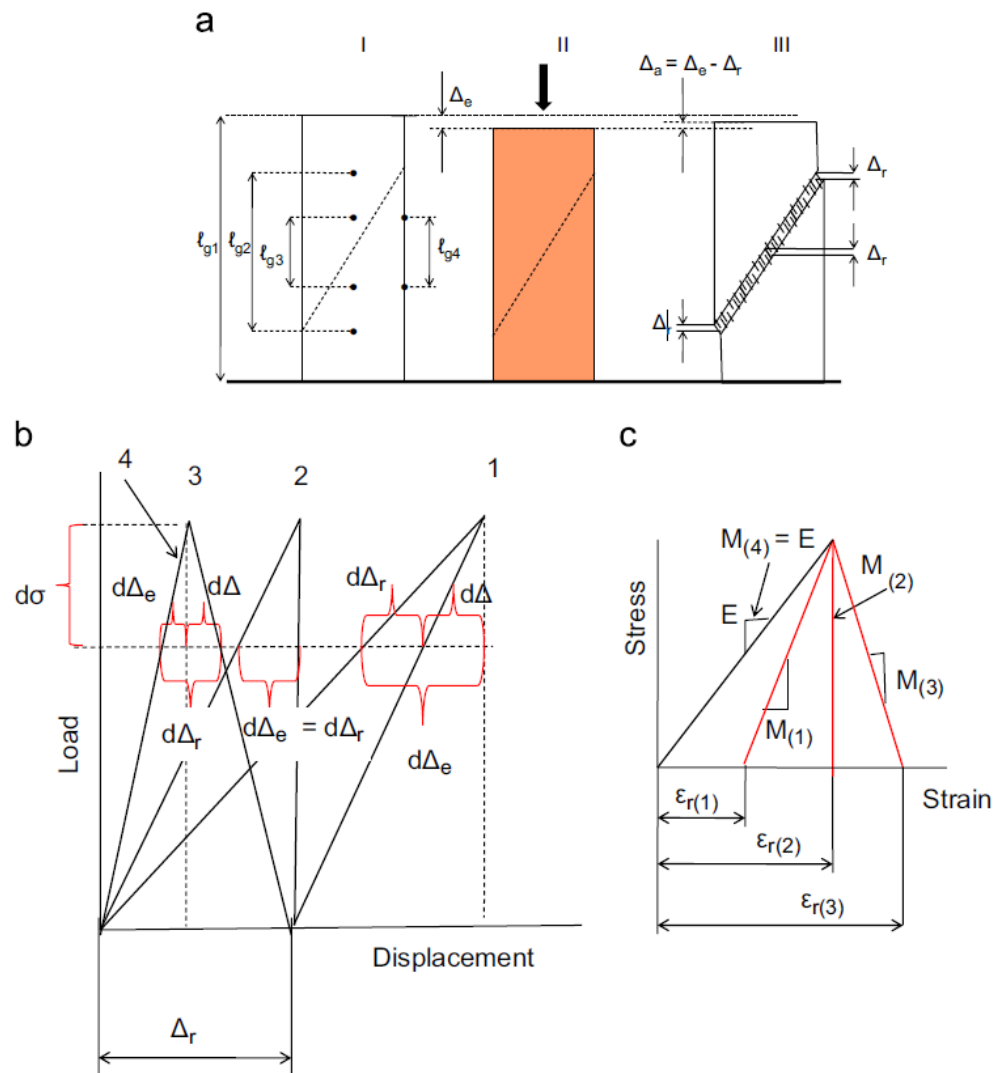 a
I II III
Δₐ = Δₑ - Δᵣ
Δₑ
Δᵣ
ℓg1 ℓg2 ℓg3 ℓg4
Δᵣ
Δᵣ
b
4 3 2 1
dσ
dΔₑ dΔ dΔᵣ dΔ
dΔᵣ dΔₑ = dΔᵣ dΔₑ
Load
Displacement
Δᵣ
c
M(4) = E
M(2)
E
M(1) M(3)
Stress
Strain
εr(1)
εr(2)
εr(3)